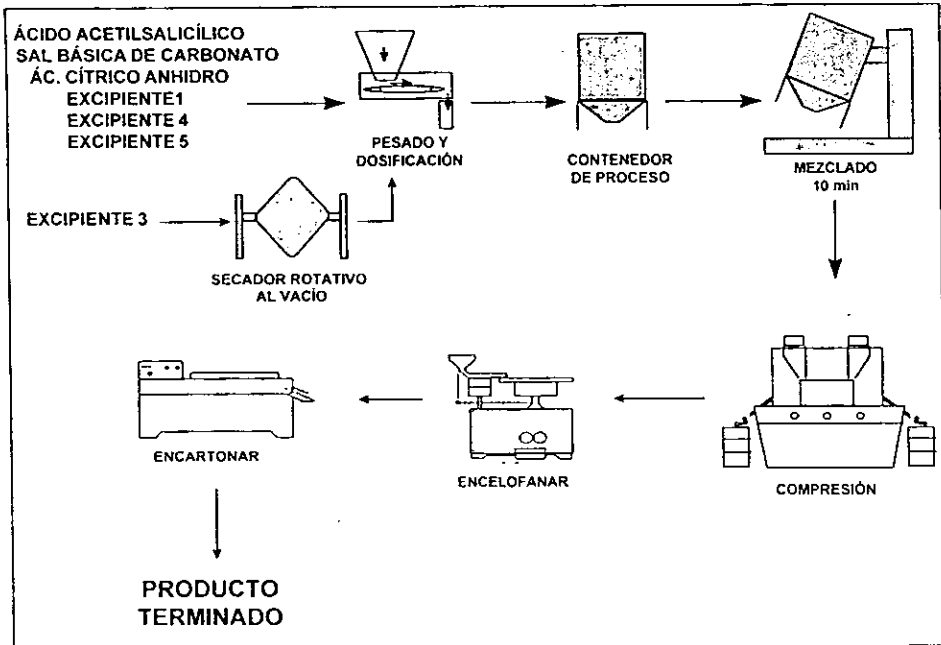 ÁCIDO ACETILSALICÍLICO
SAL BÁSICA DE CARBONATO
ÁC. CÍTRICO ANHIDRO
EXCIPIENTE1
EXCIPIENTE 4
EXCIPIENTE 5
PESADO Y
DOSIFICACIÓN
CONTENEDOR
DE PROCESO
MEZCLADO
10 min
EXCIPIENTE 3
SECADOR ROTATIVO
AL VACÍO
ENCARTONAR
ENCELOFANAR
COMPRESIÓN
PRODUCTO
TERMINADO